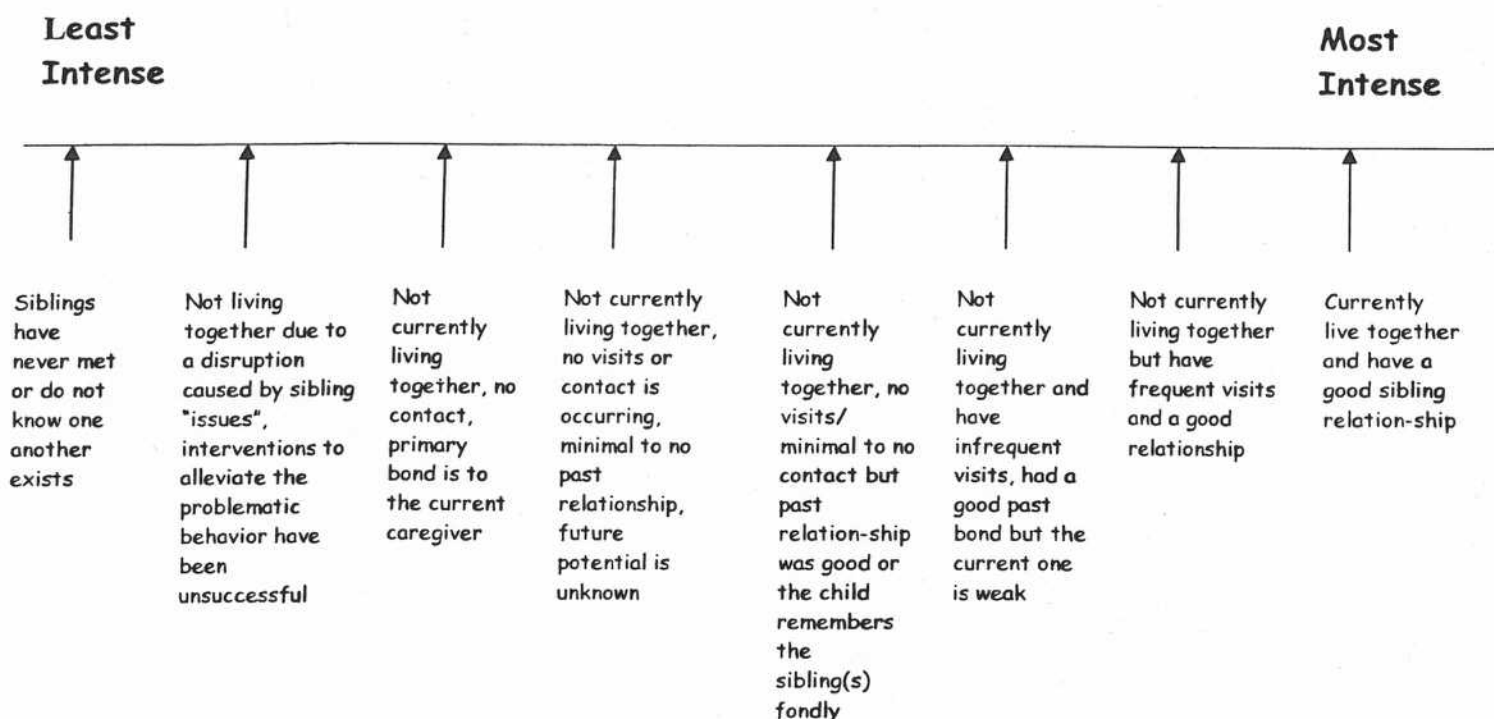 Least
Intense
Most
Intense
Siblings
have
never met
or do not
know one
another
exists
Not living
together due to
a disruption
caused by sibling
"issues",
interventions to
alleviate the
problematic
behavior have
been
unsuccessful
Not
currently
living
together, no
contact,
primary
bond is to
the current
caregiver
Not currently
living together,
no visits or
contact is
occurring,
minimal to no
past
relationship,
future
potential is
unknown
Not
currently
living
together, no
visits/
minimal to no
contact but
past
relation-ship
was good or
the child
remembers
the
sibling(s)
fondly
Not
currently
living
together and
have
infrequent
visits, had a
good past
bond but the
current one
is weak
Not currently
living together
but have
frequent visits
and a good
relationship
Currently
live together
and have a
good sibling
relation-ship